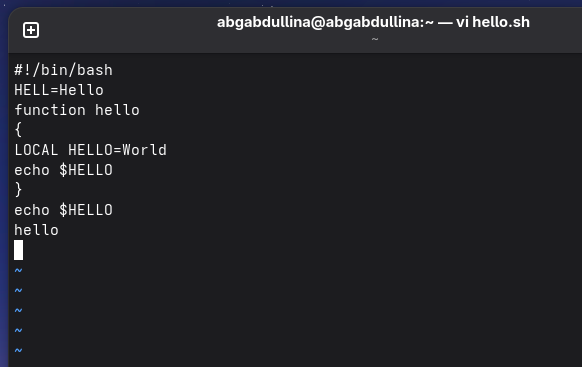 abgabdullina@abgabdullina:~ — vi hello.sh
~
#!/bin/bash
HELL=Hello
function hello
{
LOCAL HELLO=World
echo $HELLO
}
echo $HELLO
hello
~
~
~
~
~